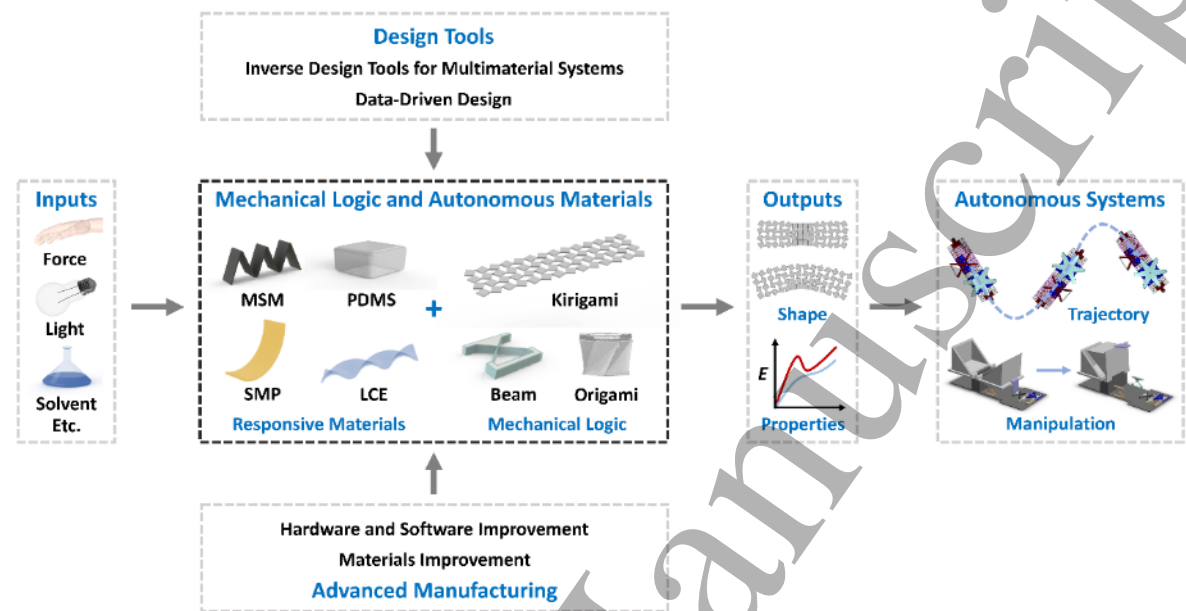 Design Tools
Inverse Design Tools for Multimaterial Systems
Data-Driven Design
Inputs
Force
Light
Solvent
Etc.
Mechanical Logic and Autonomous Materials
MSM
PDMS
Kirigami
+
SMP
LCE
Beam
Origami
Responsive Materials
Mechanical Logic
Outputs
Shape
E
Properties
Autonomous Systems
Trajectory
Manipulation
Hardware and Software Improvement
Materials Improvement
Advanced Manufacturing